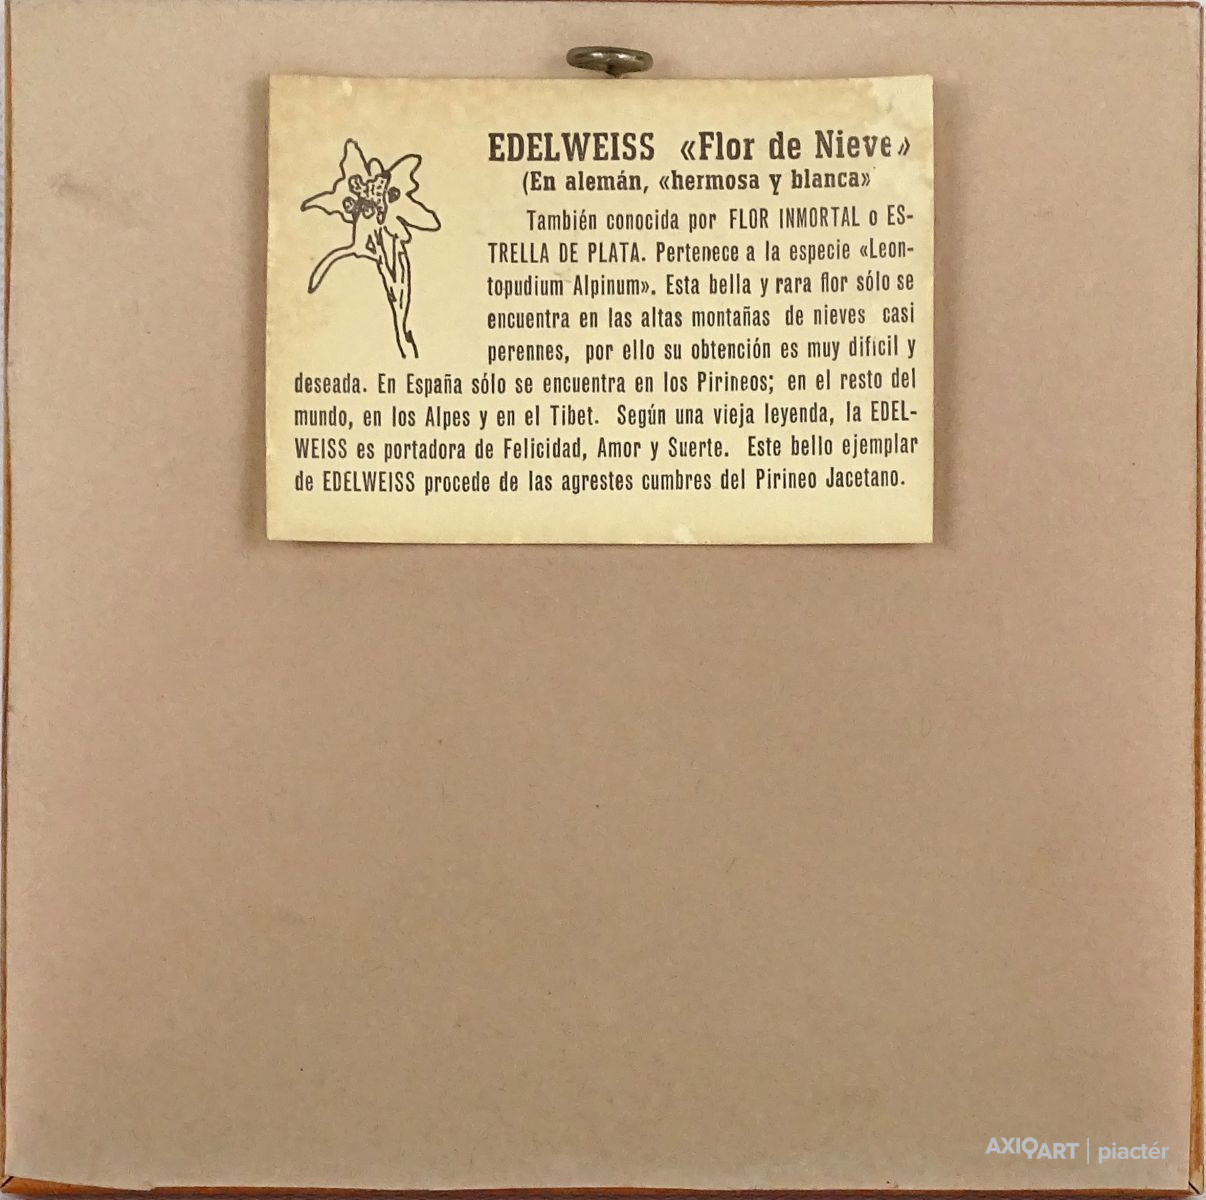 EDELWEISS «Flor de Nieve»
(En alemán, «hermosa y blanca»
También conocida por FLOR INMORTAL o ES-
TRELLA DE PLATA. Pertenece a la especie «Leon-
topudium Alpinum». Esta bella y rara flor sólo se
encuentra en las altas montañas de nieves casi
perennes, por ello su obtención es muy dificil y
deseada. En España sólo se encuentra en los Pirineos; en el resto del
mundo, en los Alpes y en el Tibet. Según una vieja leyenda, la EDEL-
WEISS es portadora de Felicidad, Amor y Suerte. Este bello ejemplar
de EDELWEISS procede de las agrestes cumbres del Pirineo Jacetano.
AXIOART | piactér